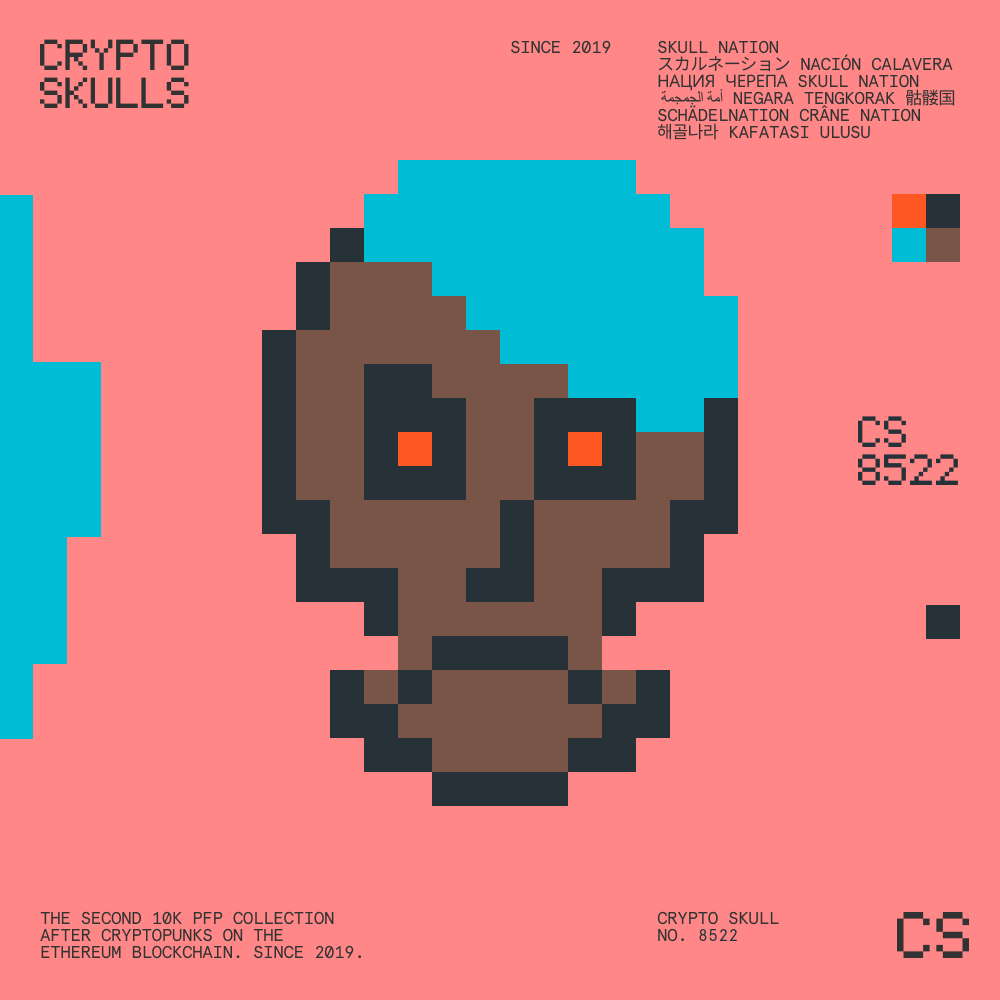 CRYPTO
SKULLS
SINCE 2019
SKULL NATION
スカルネーション NACIÓN CALAVERA
НАЦИЯ ЧЕРЕПА SKULL NATION
أمة الجمجمة NEGARA TENGKORAK 骷髅国
SCHÄDELNATION CRÂNE NATION
해골나라 KAFATASI ULUSU
CS
8522
THE SECOND 10K PFP COLLECTION
AFTER CRYPTOPUNKS ON THE
ETHEREUM BLOCKCHAIN. SINCE 2019.
CRYPTO SKULL
NO. 8522
CS